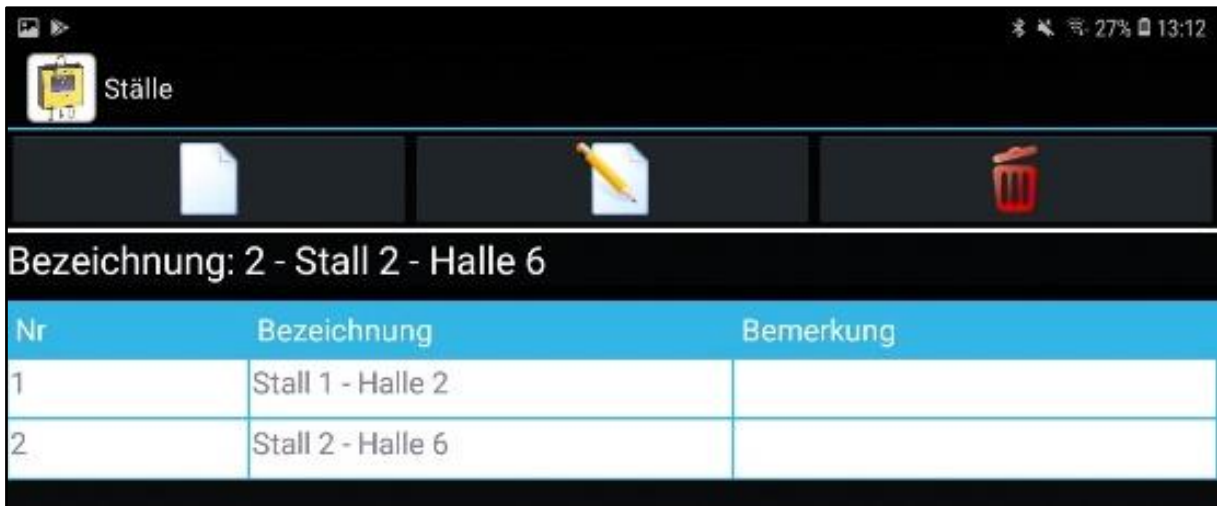 27% 13:12
Ställe
Bezeichnung: 2 - Stall 2 - Halle 6
Nr Bezeichnung Bemerkung
1 Stall 1 - Halle 2
2 Stall 2 - Halle 6